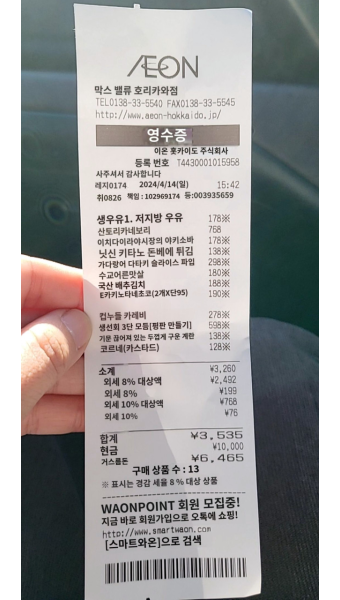 ÆON
막스 밸류 호리카와점
TEL0138-33-5540 FAX0138-33-5545
http://www.aeon-hokkaido.jp/
영수증
이온 홋카이도 주식회사
등록 번호 T4430001015958
사주셔서 감사합니다
레지0174 2024/4/14(일) 15:42
취0826 책임:102969174 등:003935659
생우유1. 저지방 우유 178※
산토리카네보리 768
이치다이라야시장의 야키소바 178※
닛신 키타노 돈베에 튀김 138※
가다랑어 다타키 슬라이스 파입 298※
수교어른맛살 180※
국산 배추김치 188※
E카키노타네초코(2개X단95) 190※
컵누들 카레비 278※
생선회 3단 모듬[평판 만들기] 598※
기운 끊어져 있는 두껍게 구운 계란 138※
코르네(카스타드) 128※
소계 ¥3,260
외세 8% 대상액 ¥2,492
외세 8% ¥199
외세 10% 대상액 ¥768
외세 10% ¥76
합계 ¥3,535
현금 ¥10,000
거스름돈 ¥6,465
구매 상품 수 : 13
※ 표시는 경감 세율 8% 대상 상품
WAONPOINT 회원 모집중!
지금 바로 회원가입으로 오톡에 쇼핑!
http://www.smartwaon.com
[스마트와온]으로 검색